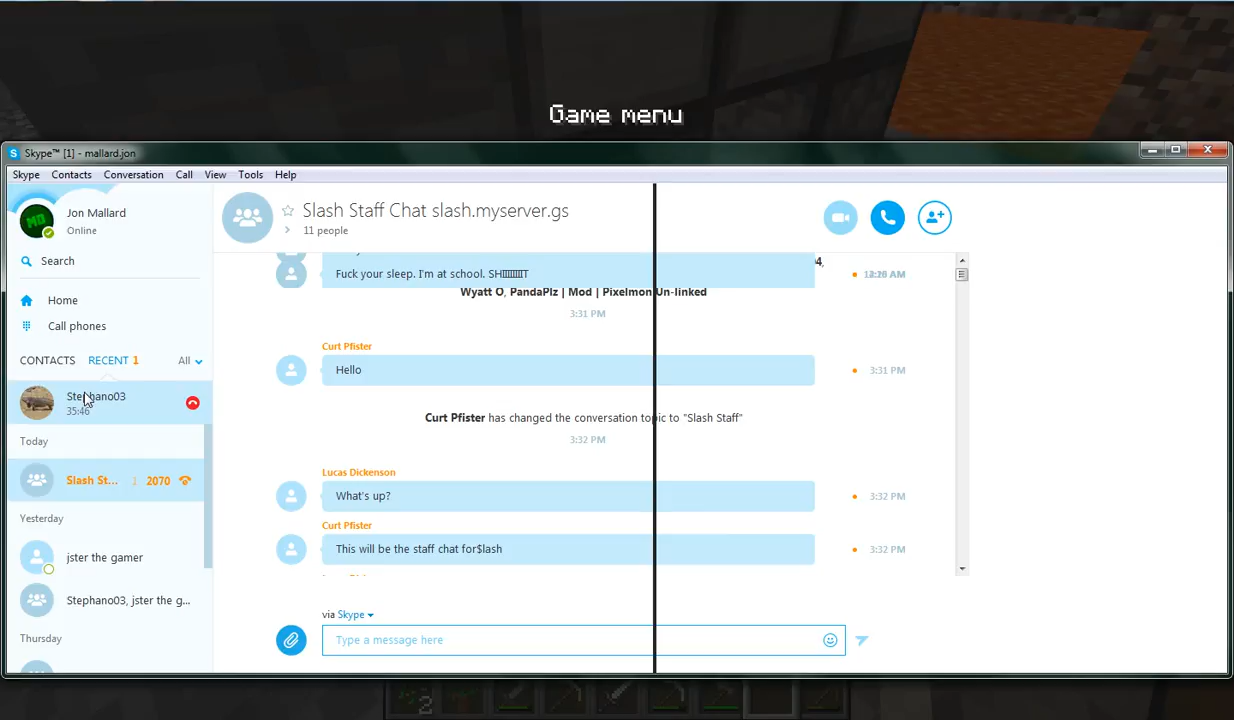 Game menu
Skype™ [1] - mallard.jon
Skype Contacts Conversation Call View Tools Help
Jon Mallard
Online
Search
Home
Call phones
CONTACTS RECENT 1 All
Stephano03
35:46
Today
Slash St... 1 2070
Yesterday
jster the gamer
Stephano03, jster the g...
Thursday
Slash Staff Chat slash.myserver.gs
11 people
Fuck your sleep. I'm at school. SHIIIIIIIT
Wyatt O, PandaPlz | Mod | Pixelmon Un-linked
3:31 PM
Curt Pfister
Hello
3:31 PM
Curt Pfister has changed the conversation topic to "Slash Staff"
3:32 PM
Lucas Dickenson
What's up?
3:32 PM
Curt Pfister
This will be the staff chat for$lash
3:32 PM
via Skype
Type a message here
2